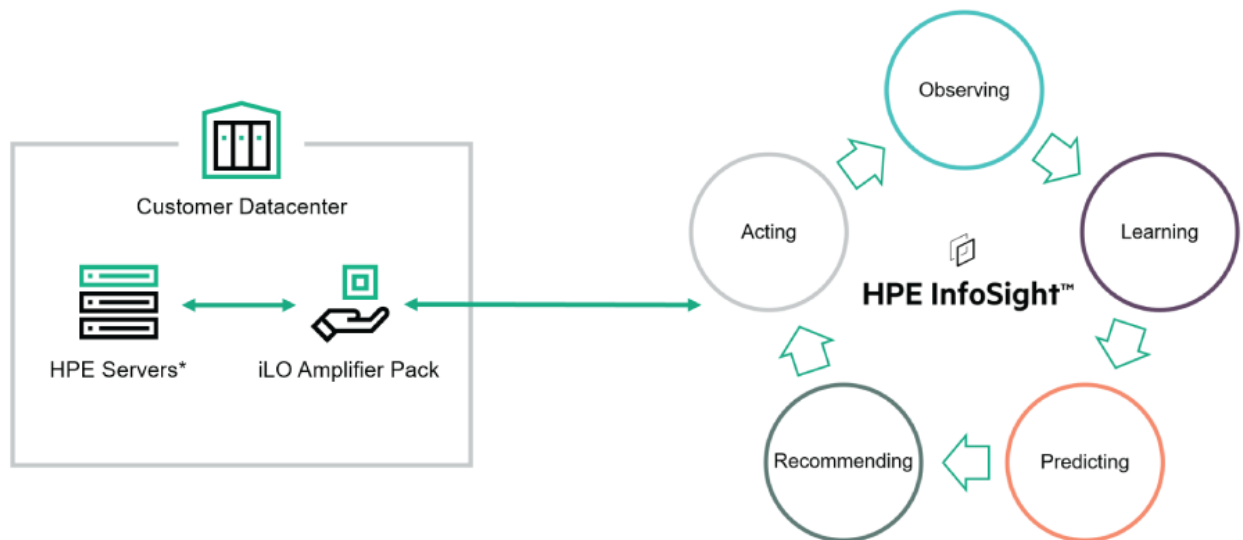 Customer Datacenter
HPE Servers*
iLO Amplifier Pack
Observing
Acting
Learning
HPE InfoSight™
Recommending
Predicting